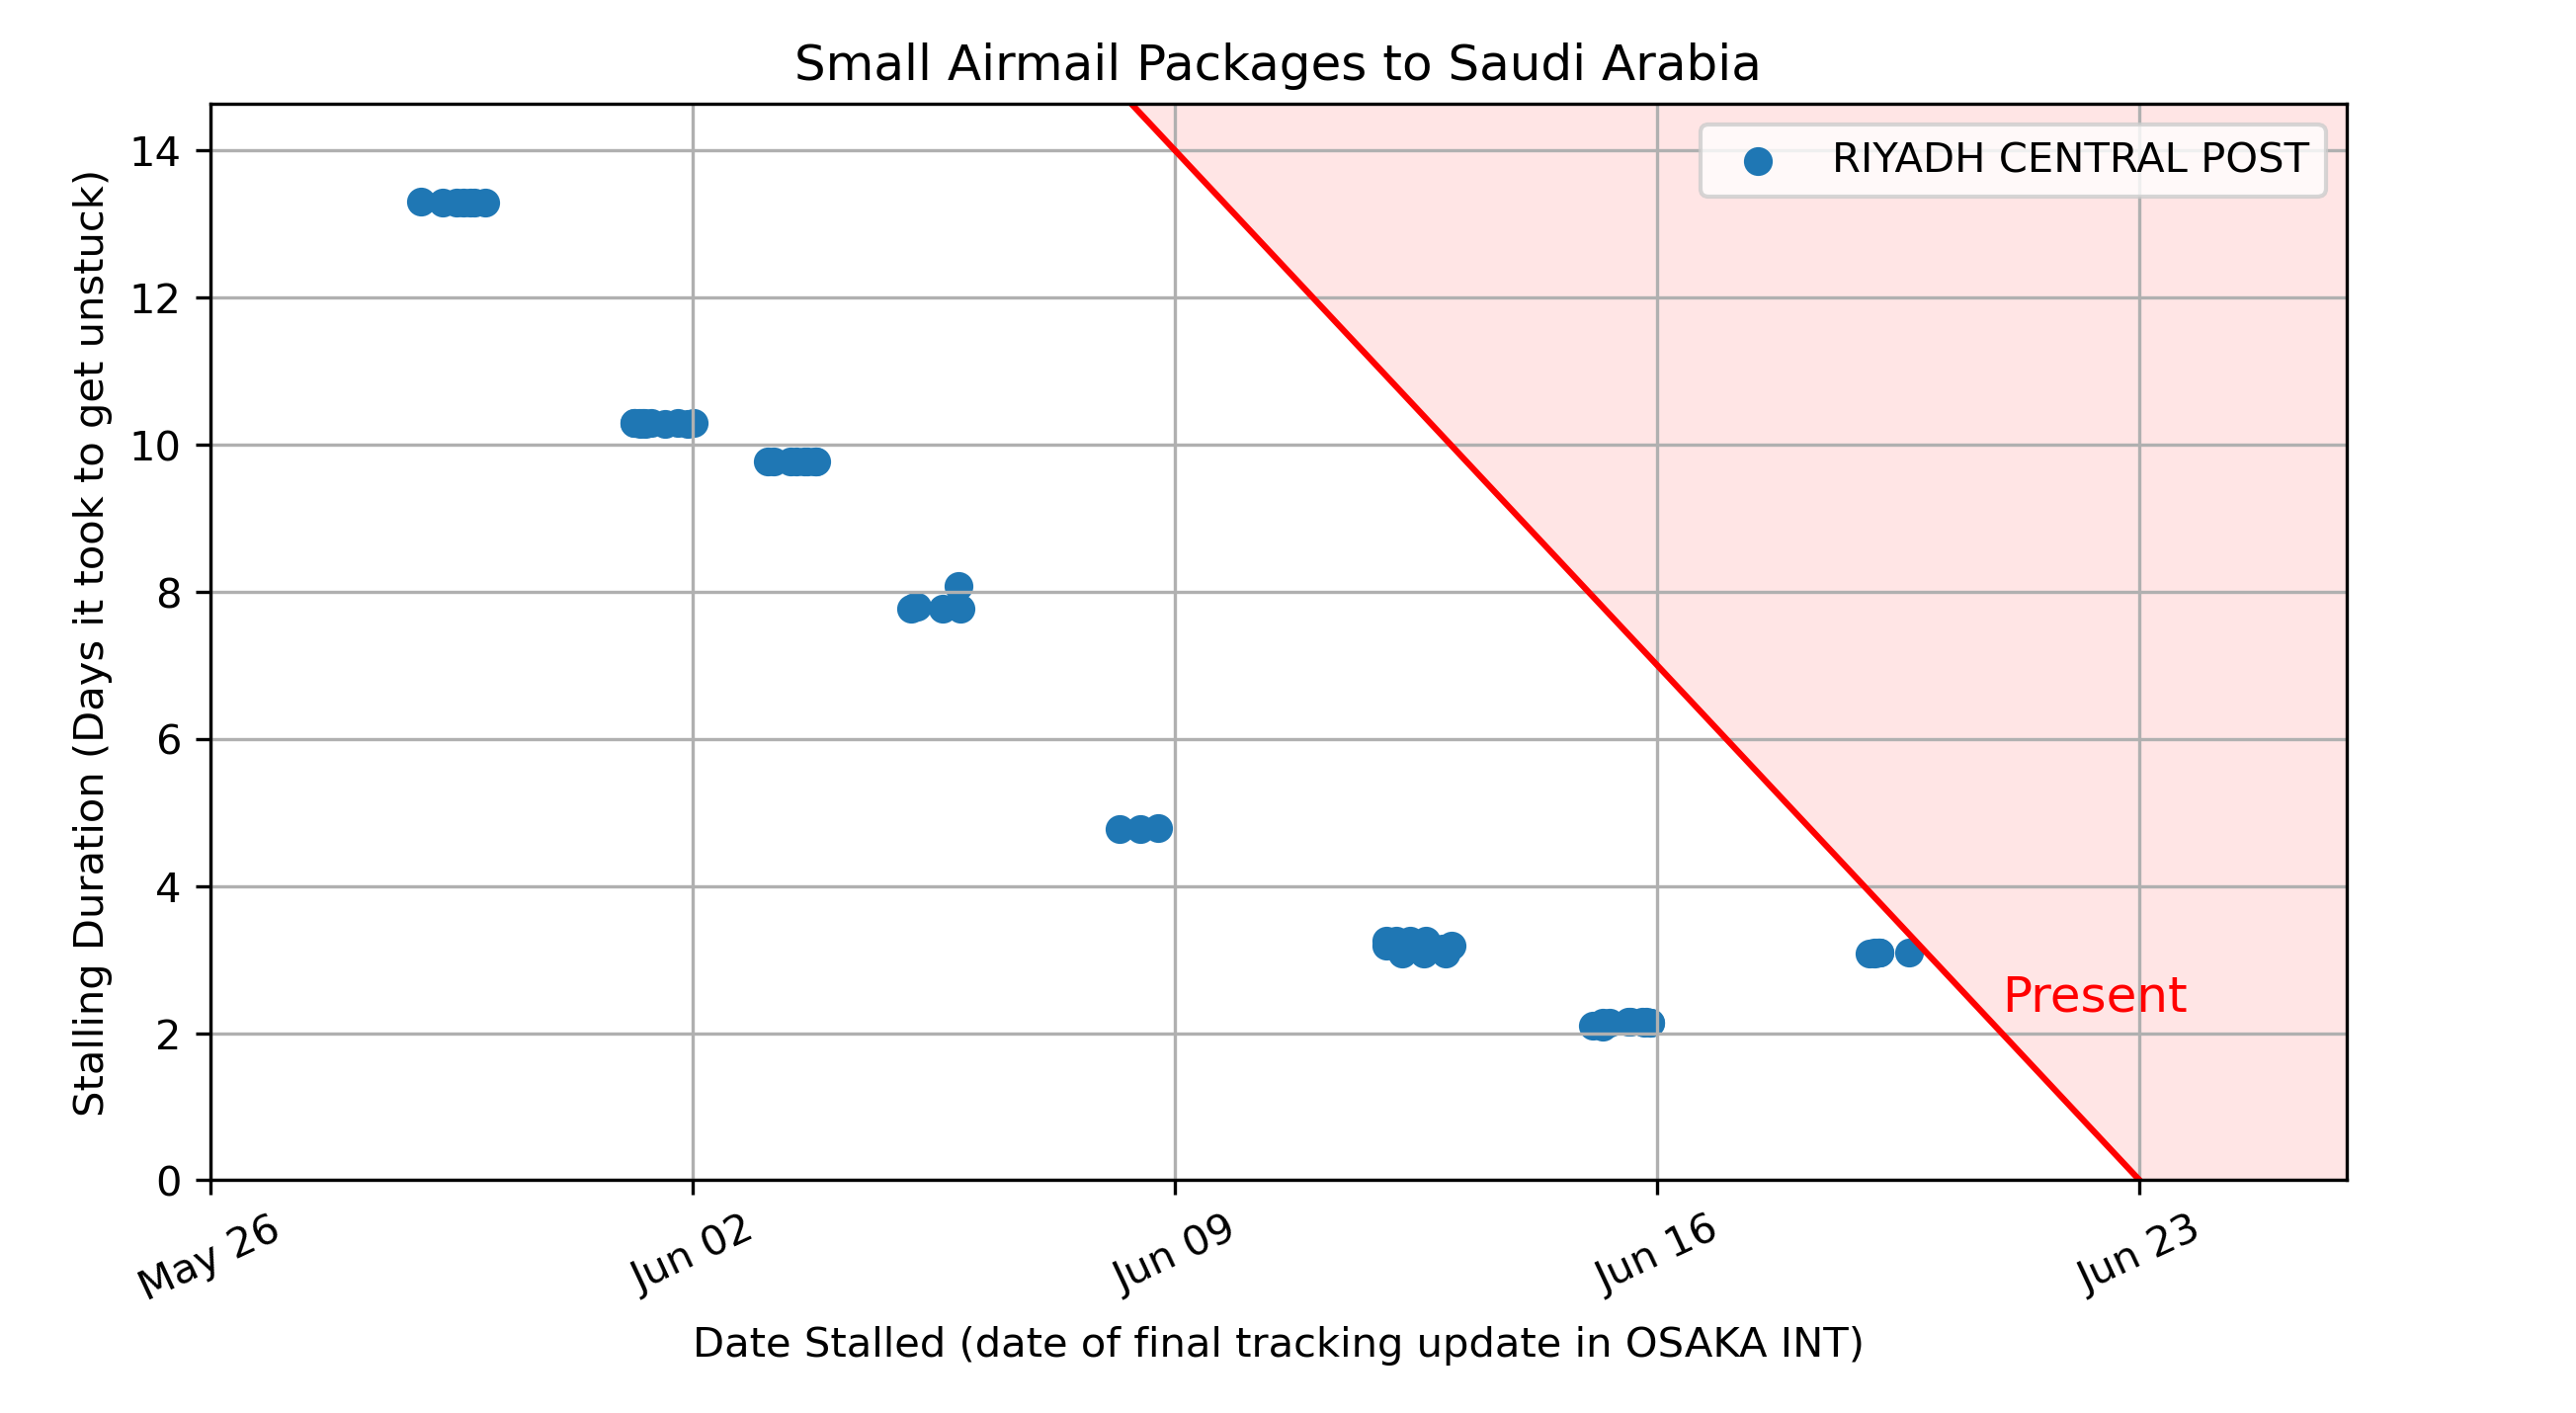 Small Airmail Packages to Saudi Arabia
RIYADH CENTRAL POST
Stalling Duration (Days it took to get unstuck)
14
12
10
8
6
4
2
0
Present
May 26
Jun 02
Jun 09
Jun 16
Jun 23
Date Stalled (date of final tracking update in OSAKA INT)